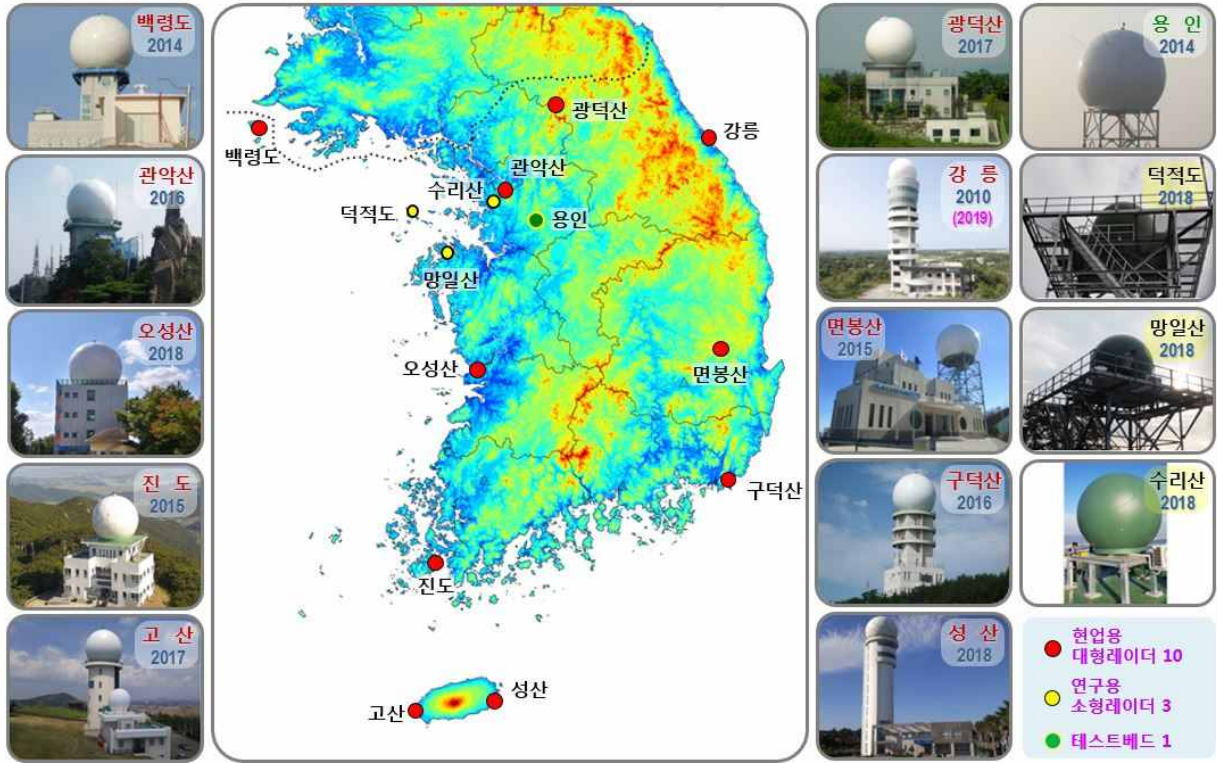 백령도
2014
관악산
2016
오성산
2018
진 도
2015
고 산
2017
광덕산
강릉
백령도
관악산
수리산
덕적도
용인
망일산
오성산
면봉산
구덕산
진도
성산
고산
광덕산
2017
용 인
2014
강 릉
2010
(2019)
덕적도
2018
면봉산
2015
망일산
2018
구덕산
2016
수리산
2018
성 산
2018
현업용
대형레이더 10
연구용
소형레이더 3
테스트베드 1